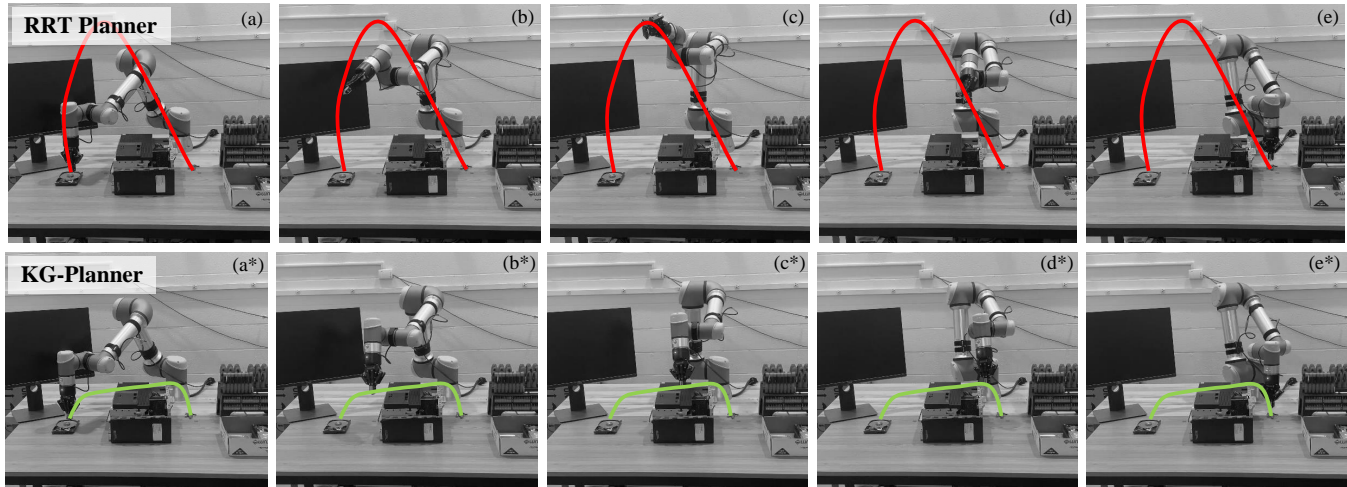 RRT Planner
(a)
(b)
(c)
(d)
(e)
KG-Planner
(a*)
(b*)
(c*)
(d*)
(e*)